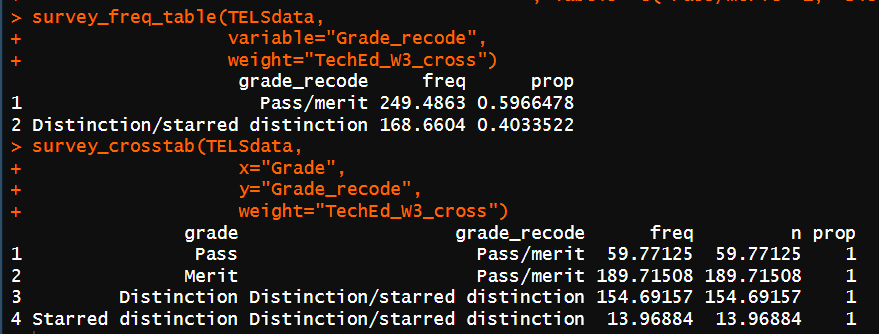 > survey_freq_table(TELSdata,
+ variable="Grade_recode",
+ weight="TechEd_W3_cross")
grade_recode freq prop
1 Pass/merit 249.4863 0.5966478
2 Distinction/starred distinction 168.6604 0.4033522
> survey_crosstab(TELSdata,
+ x="Grade",
+ y="Grade_recode",
+ weight="TechEd_W3_cross")
grade grade_recode freq n prop
1 Pass Pass/merit 59.77125 59.77125 1
2 Merit Pass/merit 189.71508 189.71508 1
3 Distinction Distinction/starred distinction 154.69157 154.69157 1
4 Starred distinction Distinction/starred distinction 13.96884 13.96884 1